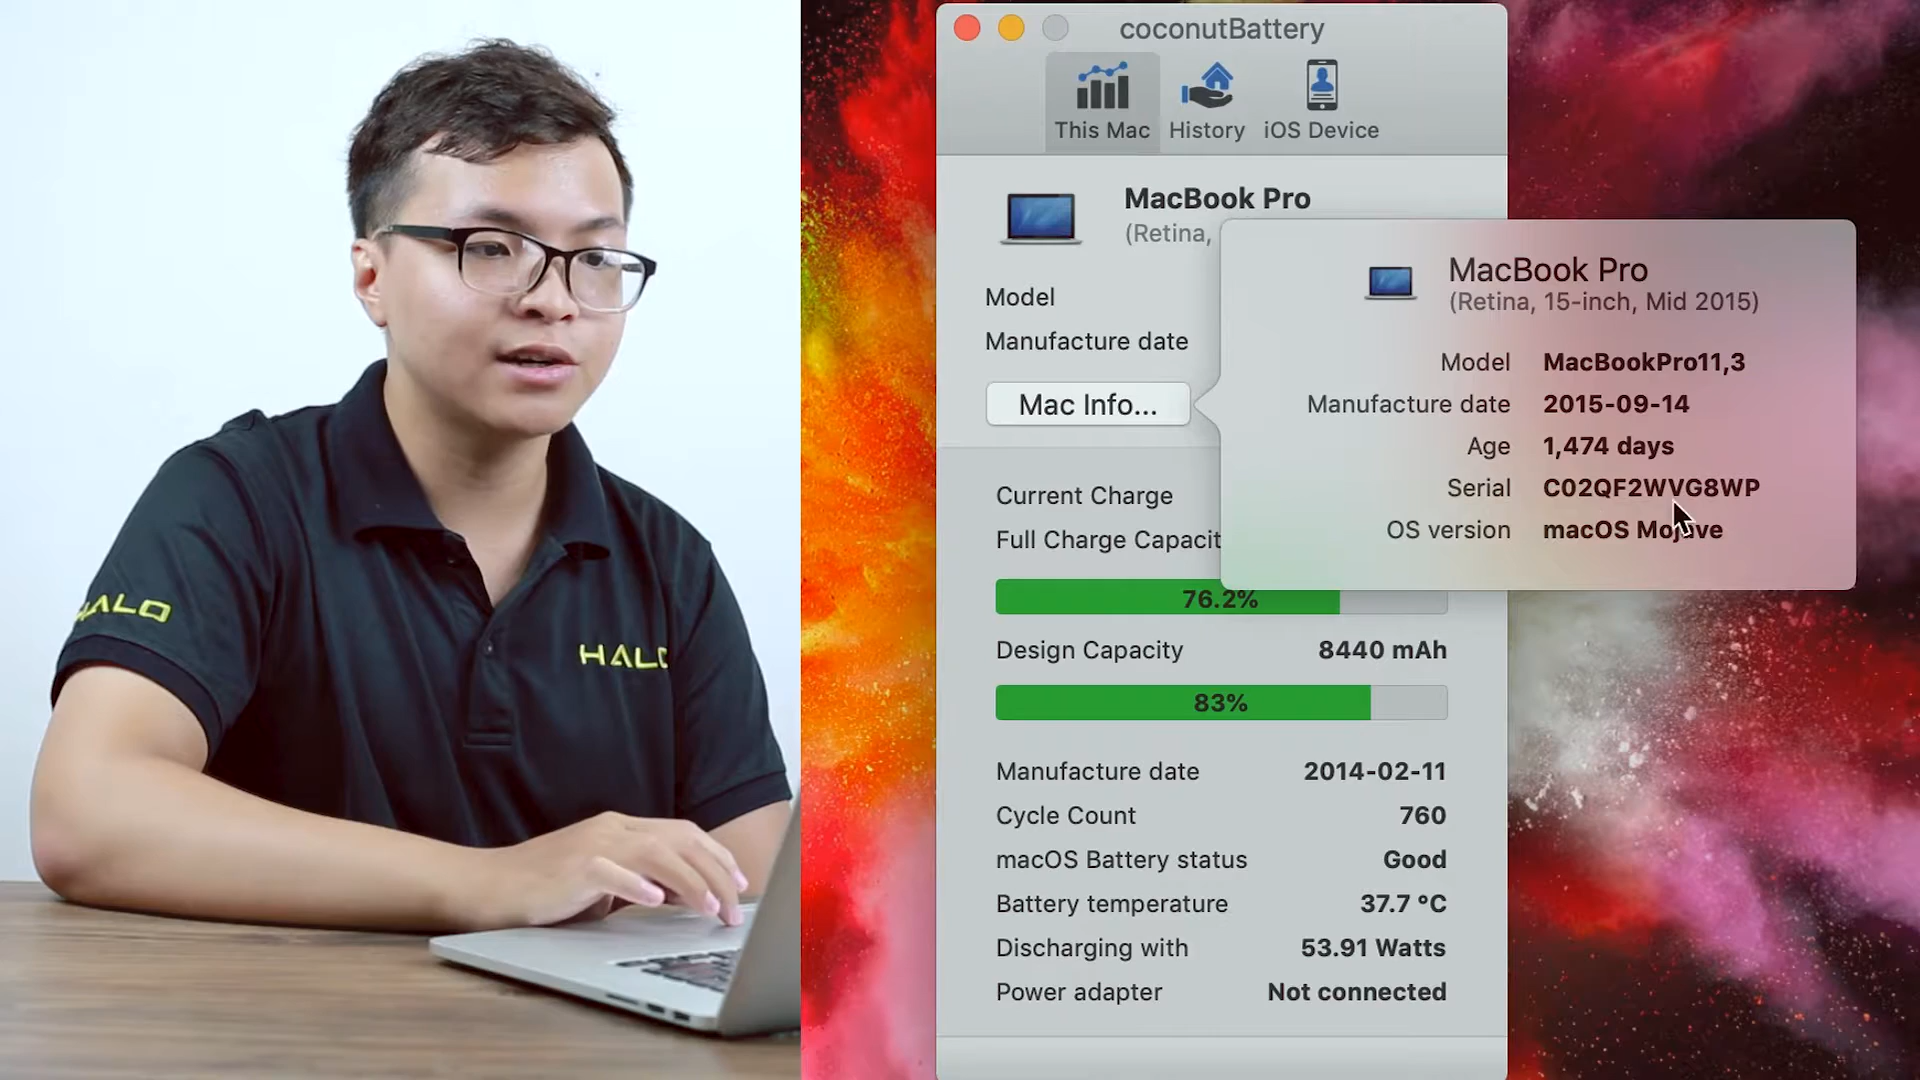 HALO
HALO
coconutBattery
This Mac
History
iOS Device
MacBook Pro
(Retina,
Model
Manufacture date
Mac Info...
MacBook Pro
(Retina, 15-inch, Mid 2015)
Model MacBookPro11,3
Manufacture date 2015-09-14
Age 1,474 days
Serial C02QF2WVG8WP
OS version macOS Mojave
Current Charge
Full Charge Capacit
76.2%
Design Capacity 8440 mAh
83%
Manufacture date 2014-02-11
Cycle Count 760
macOS Battery status Good
Battery temperature 37.7 °C
Discharging with 53.91 Watts
Power adapter Not connected